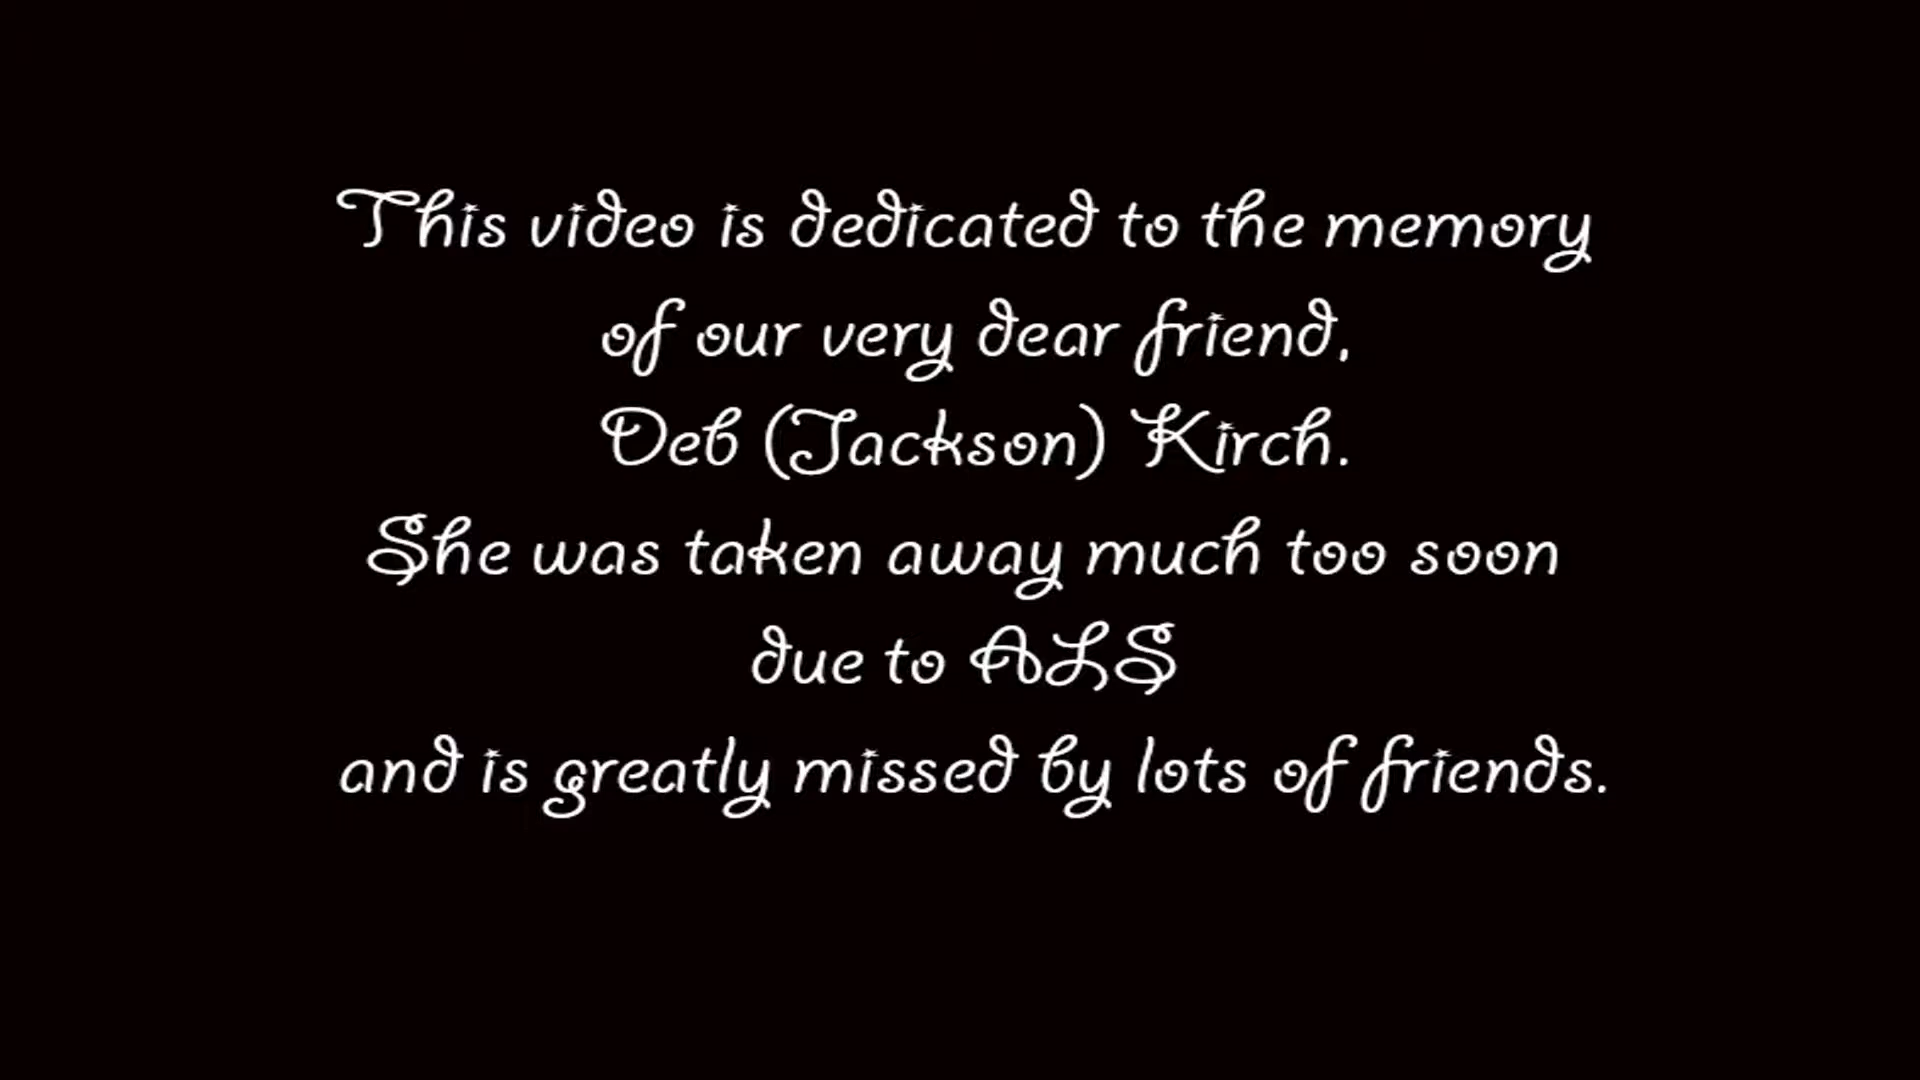 This video is dedicated to the memory
of our very dear friend,
Deb (Jackson) Kirch.
She was taken away much too soon
due to ALS
and is greatly missed by lots of friends.